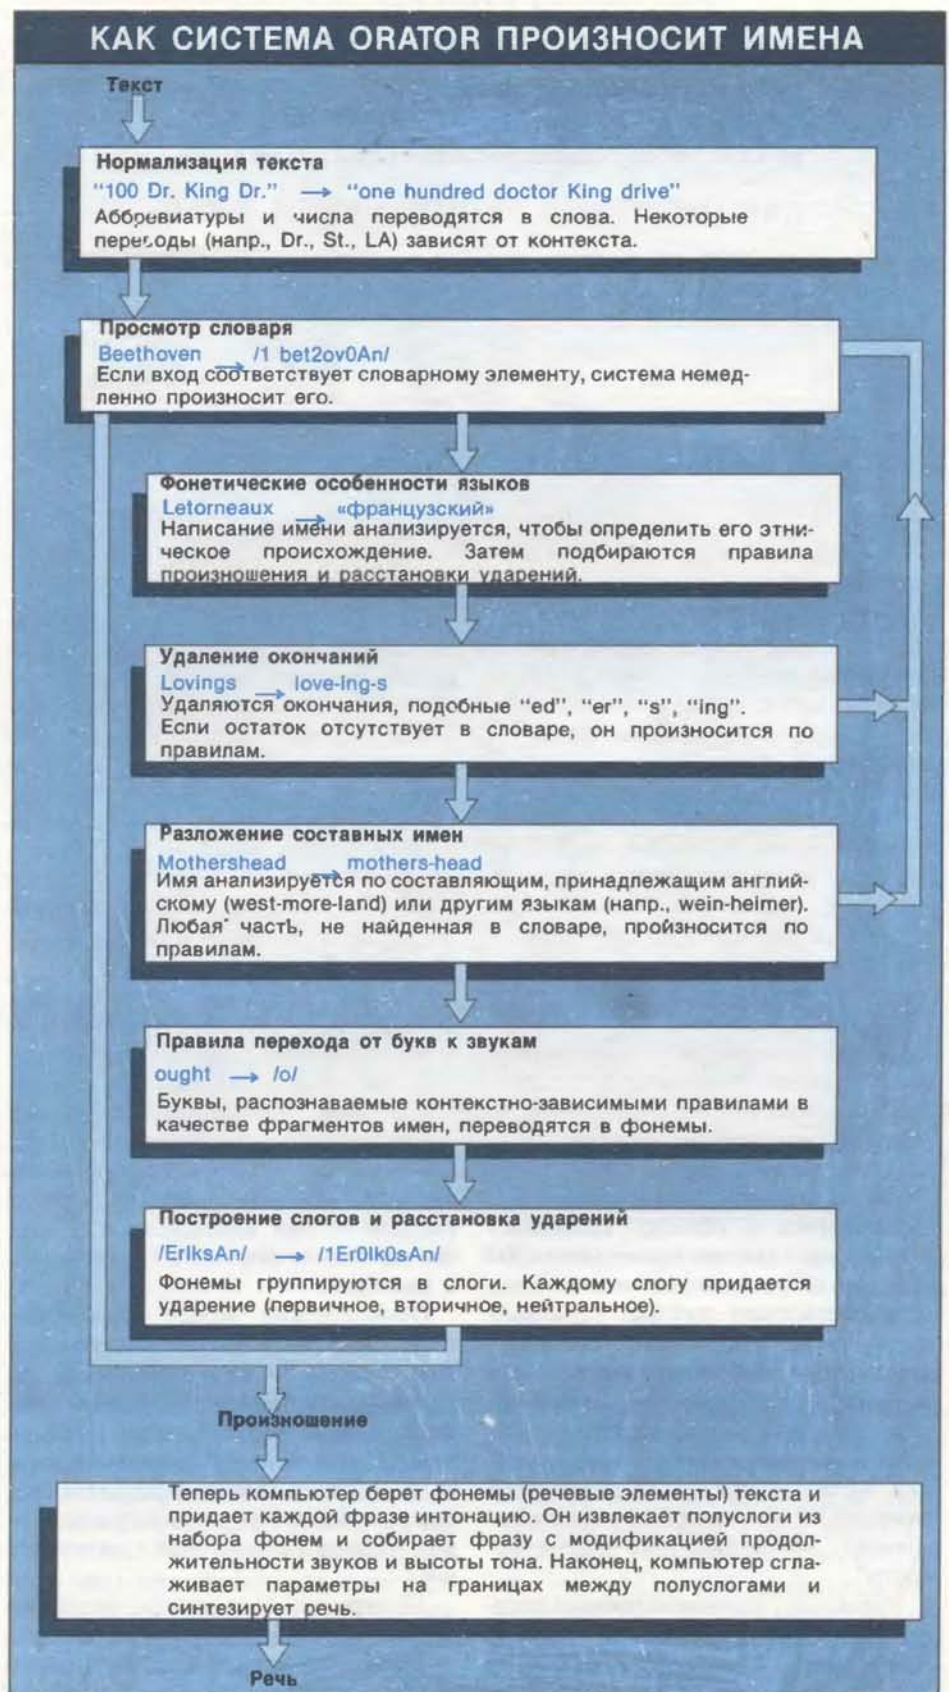 КАК СИСТЕМА ORATOR ПРОИЗНОСИТ ИМЕНА
Текст
Нормализация текста
"100 Dr. King Dr." → "one hundred doctor King drive"
Аббревиатуры и числа переводятся в слова. Некоторые
переходы (напр., Dr., St., LA) зависят от контекста.
Просмотр словаря
Beethoven → /1 bet2ov0An/
Если вход соответствует словарному элементу, система немед-
ленно произносит его.
Фонетические особенности языков
Letorneaux → «французский»
Написание имени анализируется, чтобы определить его этни-
ческое происхождение. Затем подбираются правила
произношения и расстановки ударений.
Удаление окончаний
Lovings → love-ing-s
Удаляются окончания, подобные "ed", "er", "s", "ing".
Если остаток отсутствует в словаре, он произносится по
правилам.
Разложение составных имен
Mothershead → mothers-head
Имя анализируется по составляющим, принадлежащим англий-
скому (west-more-land) или другим языкам (напр., wein-heimer).
Любая часть, не найденная в словаре, произносится по
правилам.
Правила перехода от букв к звукам
ought → /o/
Буквы, распознаваемые контекстно-зависимыми правилами в
качестве фрагментов имен, переводятся в фонемы.
Построение слогов и расстановка ударений
/ErIksAn/ → /1Er0Ik0sAn/
Фонемы группируются в слоги. Каждому слогу придается
ударение (первичное, вторичное, нейтральное).
Произношение
Теперь компьютер берет фонемы (речевые элементы) текста и
придает каждой фразе интонацию. Он извлекает полуслоги из
набора фонем и собирает фразу с модификацией продол-
жительности звуков и высоты тона. Наконец, компьютер сгла-
живает параметры на границах между полуслогами и
синтезирует речь.
Речь